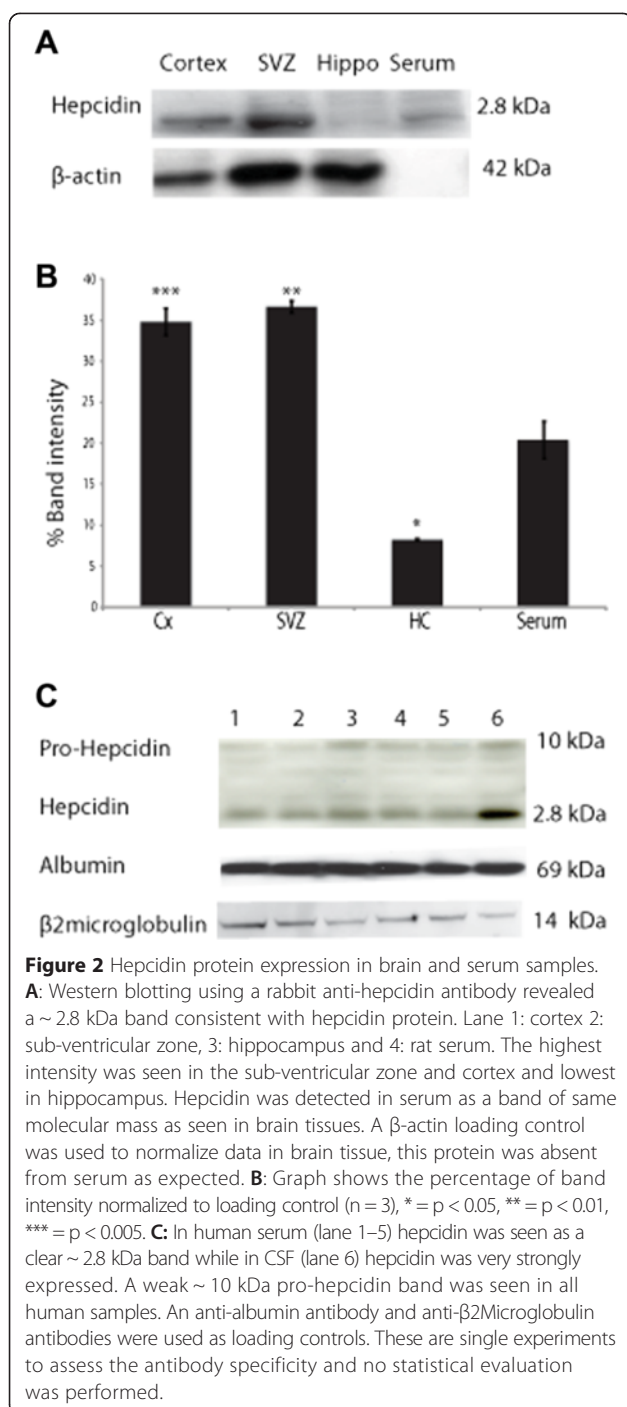 A
Cortex SVZ Hippo Serum
Hepcidin 2.8 kDa
β-actin 42 kDa
B
% Band intensity
40
35
30
25
20
15
10
5
0
*** ** *
Cx SVZ HC Serum
C
1 2 3 4 5 6
Pro-Hepcidin 10 kDa
Hepcidin 2.8 kDa
Albumin 69 kDa
β2microglobulin 14 kDa
Figure 2 Hepcidin protein expression in brain and serum samples.
A: Western blotting using a rabbit anti-hepcidin antibody revealed
a ~ 2.8 kDa band consistent with hepcidin protein. Lane 1: cortex 2:
sub-ventricular zone, 3: hippocampus and 4: rat serum. The highest
intensity was seen in the sub-ventricular zone and cortex and lowest
in hippocampus. Hepcidin was detected in serum as a band of same
molecular mass as seen in brain tissues. A β-actin loading control
was used to normalize data in brain tissue, this protein was absent
from serum as expected. B: Graph shows the percentage of band
intensity normalized to loading control (n = 3), * = p < 0.05, ** = p < 0.01,
*** = p < 0.005. C: In human serum (lane 1–5) hepcidin was seen as a
clear ~ 2.8 kDa band while in CSF (lane 6) hepcidin was very strongly
expressed. A weak ~ 10 kDa pro-hepcidin band was seen in all
human samples. An anti-albumin antibody and anti-β2Microglobulin
antibodies were used as loading controls. These are single experiments
to assess the antibody specificity and no statistical evaluation
was performed.